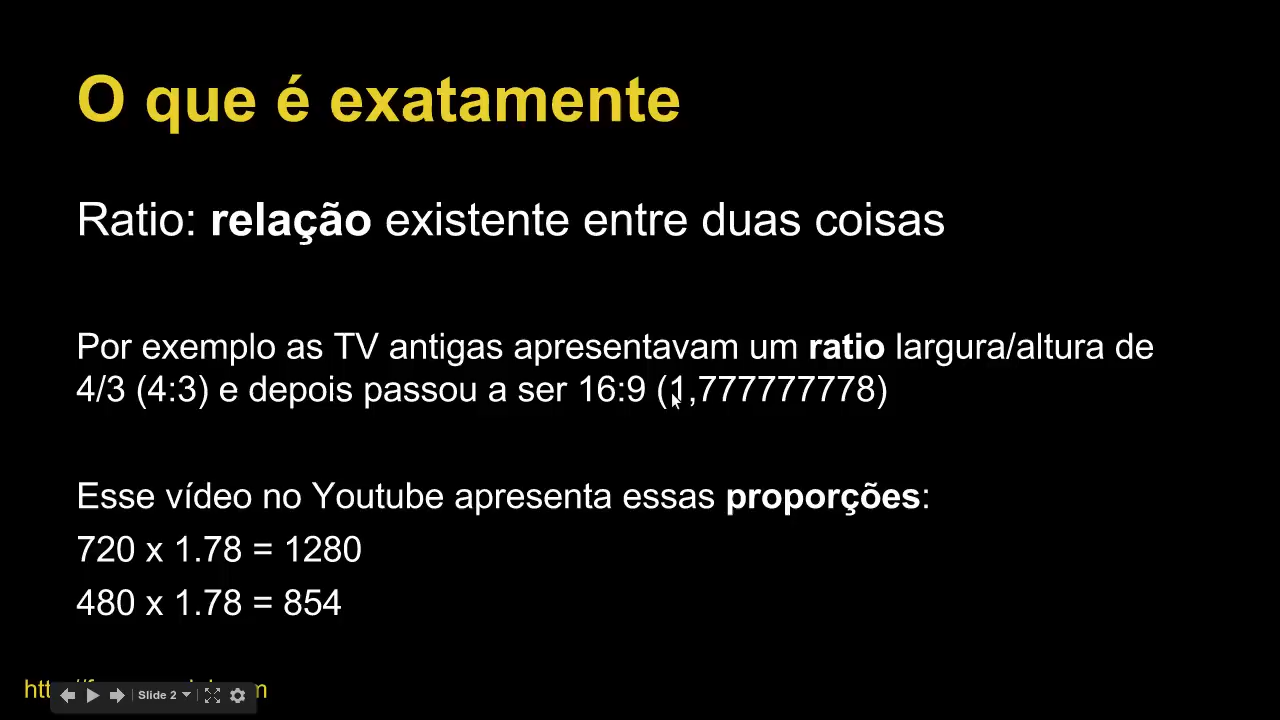 O que é exatamente
Ratio: relação existente entre duas coisas
Por exemplo as TV antigas apresentavam um ratio largura/altura de
4/3 (4:3) e depois passou a ser 16:9 (1,777777778)
Esse vídeo no Youtube apresenta essas proporções:
720 x 1.78 = 1280
480 x 1.78 = 854
Slide 2